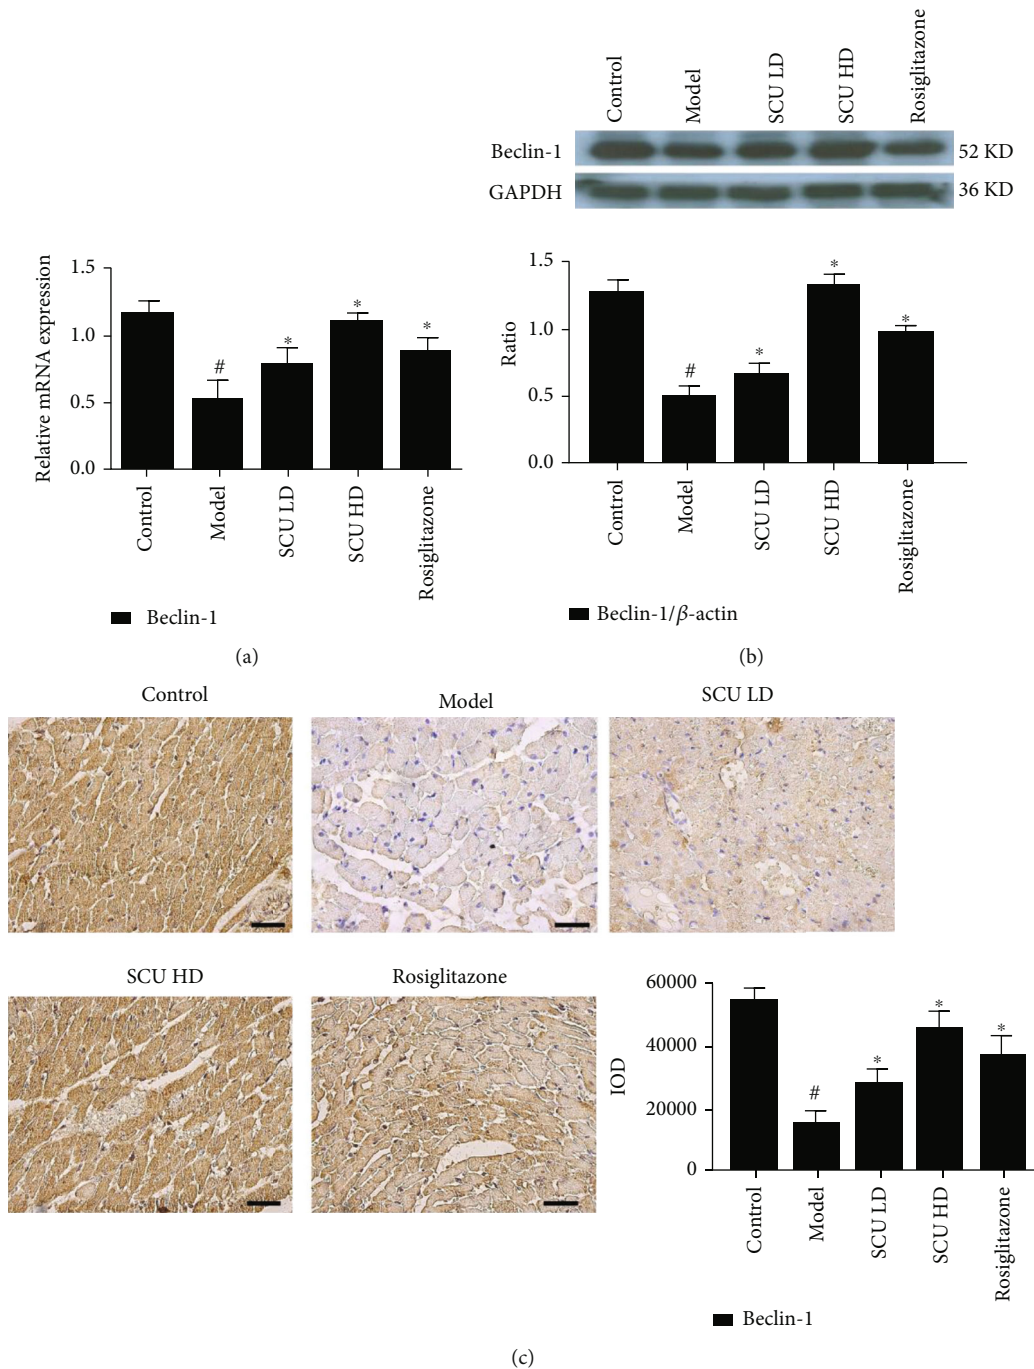 Control
Model
SCU LD
SCU HD
Rosiglitazone
Beclin-1
52 KD
GAPDH
36 KD
Relative mRNA expression
1.5
1.0
0.5
0.0
#
*
*
*
Control
Model
SCU LD
SCU HD
Rosiglitazone
Beclin-1
(a)
Ratio
1.5
1.0
0.5
0.0
#
*
*
*
Control
Model
SCU LD
SCU HD
Rosiglitazone
Beclin-1/β-actin
(b)
Control
Model
SCU LD
SCU HD
Rosiglitazone
IOD
60000
40000
20000
0
#
*
*
*
Control
Model
SCU LD
SCU HD
Rosiglitazone
Beclin-1
(c)